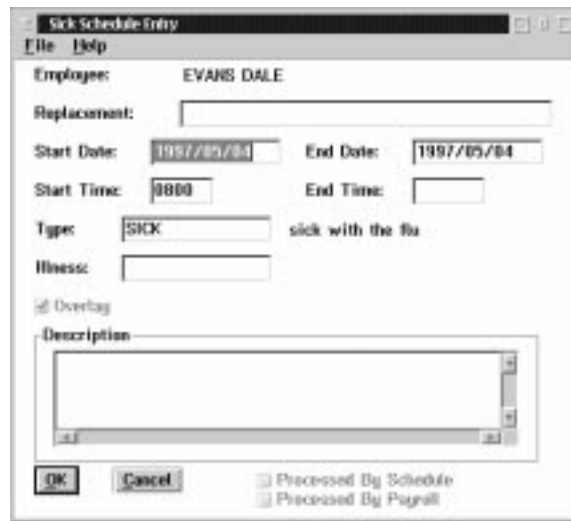 Sick Schedule Entry
File Help
Employee: EVANS DALE
Replacement:
Start Date: 1997/05/04 End Date: 1997/05/04
Start Time: 0800 End Time:
Type: SICK sick with the flu
Illness:
Overlay
Description
OK Cancel Processed By Schedule
Processed By Payroll